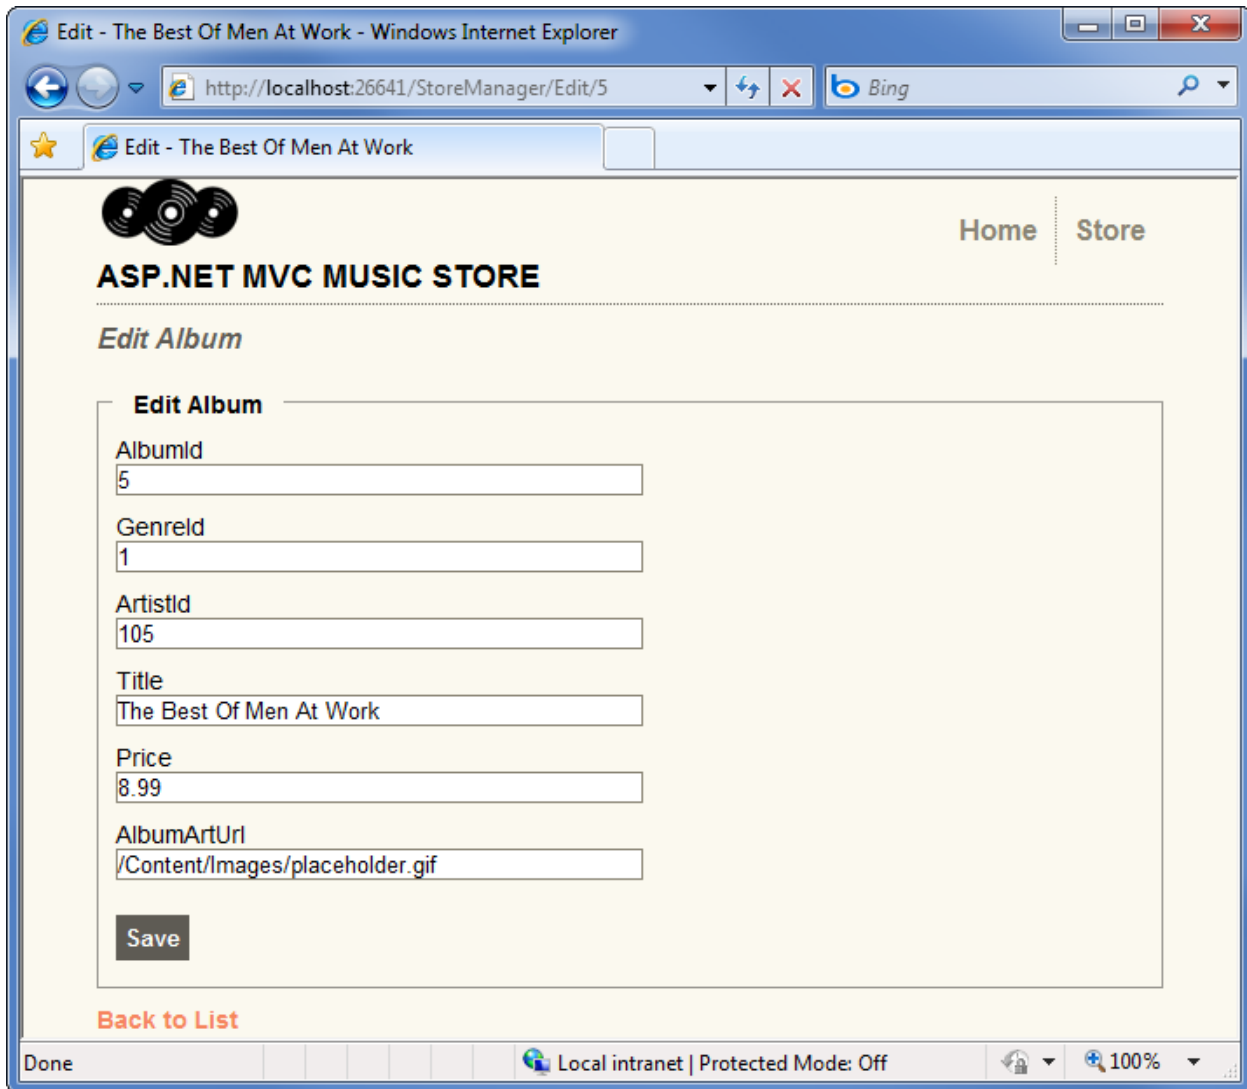 Edit - The Best Of Men At Work - Windows Internet Explorer
http://localhost:26641/StoreManager/Edit/5
Bing
Edit - The Best Of Men At Work
Home Store
ASP.NET MVC MUSIC STORE
Edit Album
Edit Album
AlbumId
5
GenreId
1
ArtistId
105
Title
The Best Of Men At Work
Price
8.99
AlbumArtUrl
/Content/Images/placeholder.gif
Save
Back to List
Done Local intranet | Protected Mode: Off 100%